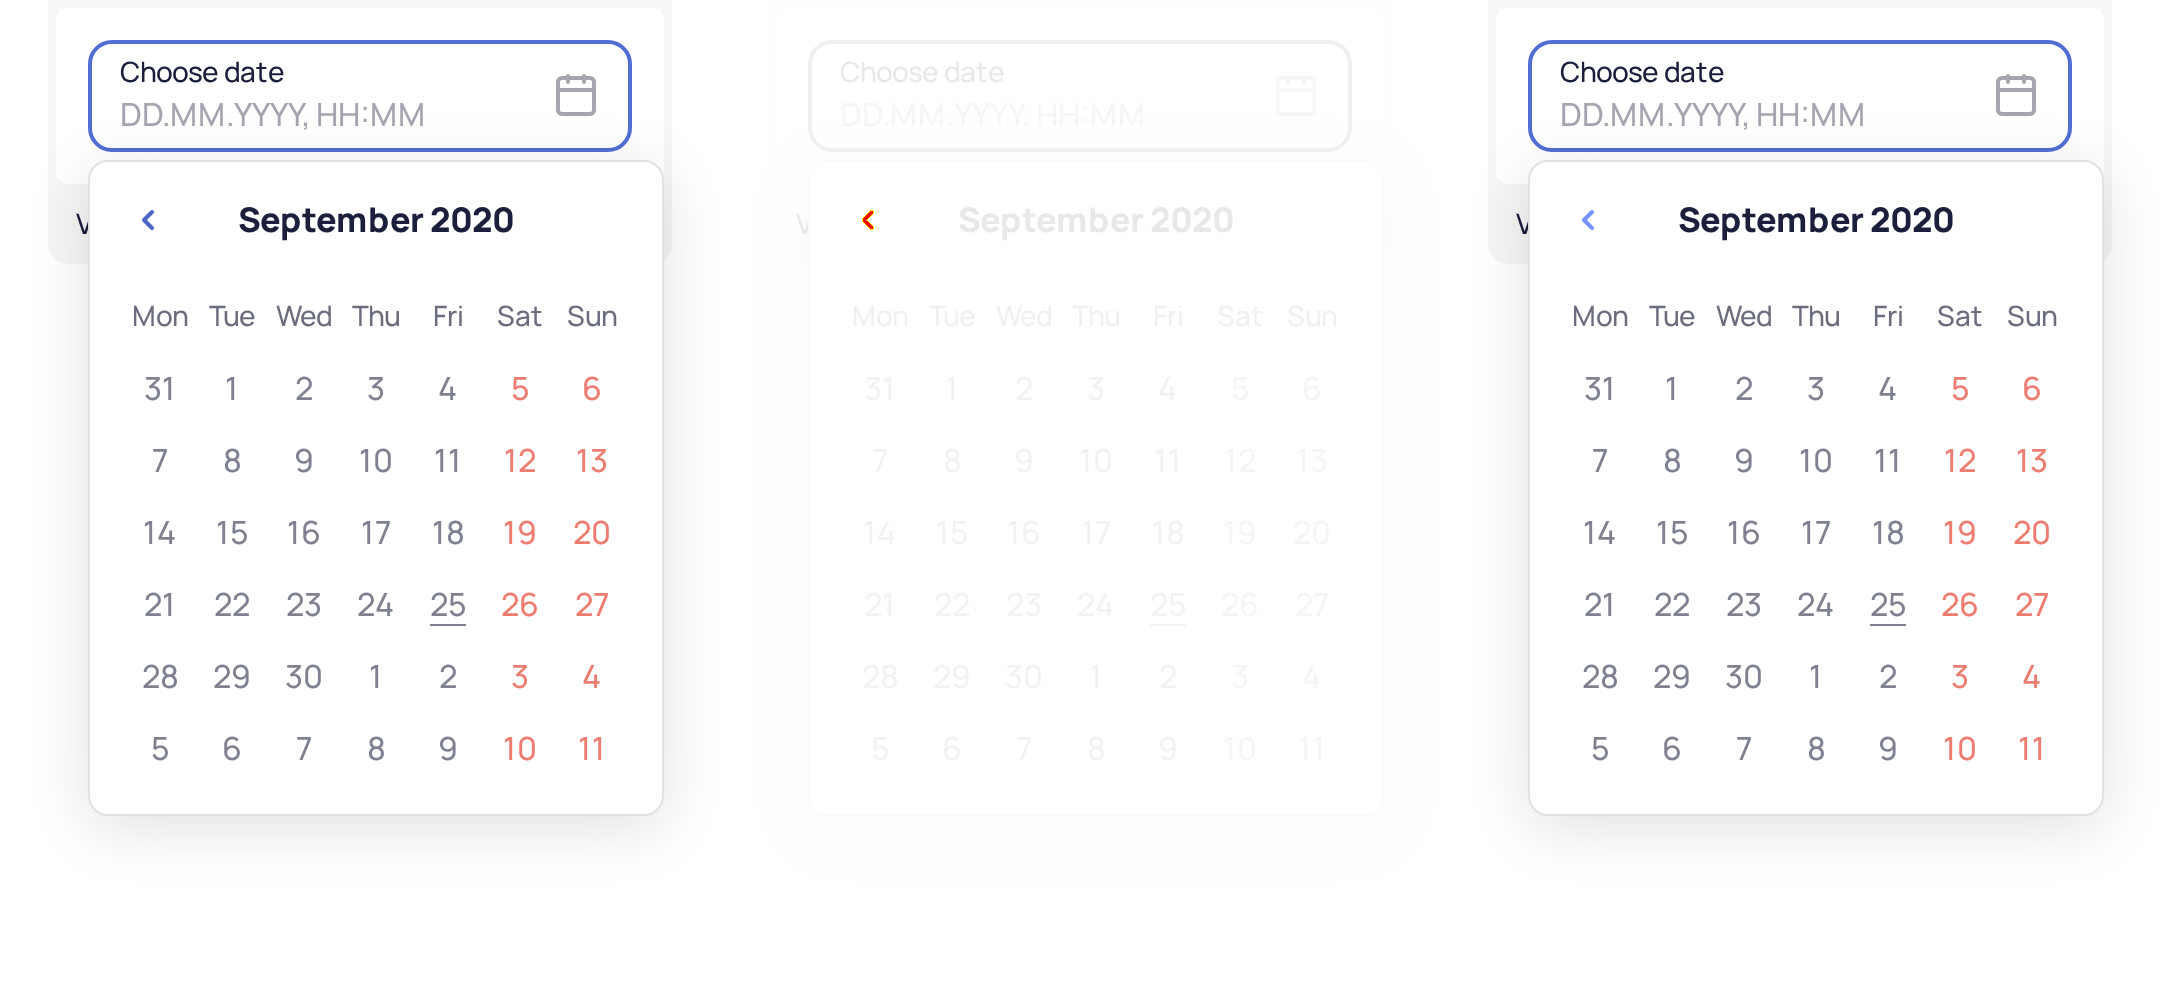 Choose date
DD.MM.YYYY, HH:MM
V
September 2020
Mon Tue Wed Thu Fri Sat Sun
31 1 2 3 4 5 6
7 8 9 10 11 12 13
14 15 16 17 18 19 20
21 22 23 24 25 26 27
28 29 30 1 2 3 4
5 6 7 8 9 10 11
Choose date
DD.MM.YYYY, HH:MM
V
September 2020
Mon Tue Wed Thu Fri Sat Sun
31 1 2 3 4 5 6
7 8 9 10 11 12 13
14 15 16 17 18 19 20
21 22 23 24 25 26 27
28 29 30 1 2 3 4
5 6 7 8 9 10 11
Choose date
DD.MM.YYYY, HH:MM
V
September 2020
Mon Tue Wed Thu Fri Sat Sun
31 1 2 3 4 5 6
7 8 9 10 11 12 13
14 15 16 17 18 19 20
21 22 23 24 25 26 27
28 29 30 1 2 3 4
5 6 7 8 9 10 11